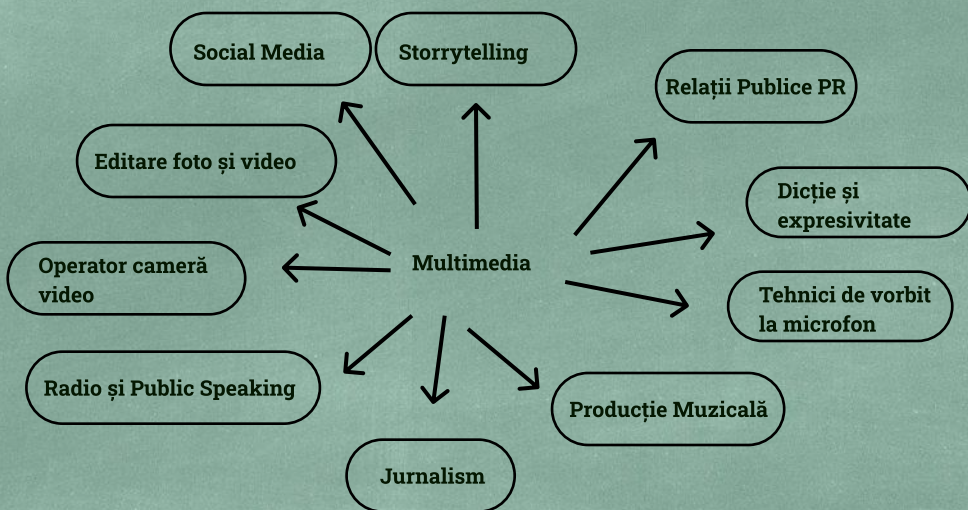 Social Media
Storrytelling
Relații Publice PR
Editare foto și video
Dicție și
expresivitate
Multimedia
Operator cameră
video
Tehnici de vorbit
la microfon
Radio și Public Speaking
Producție Muzicală
Jurnalism